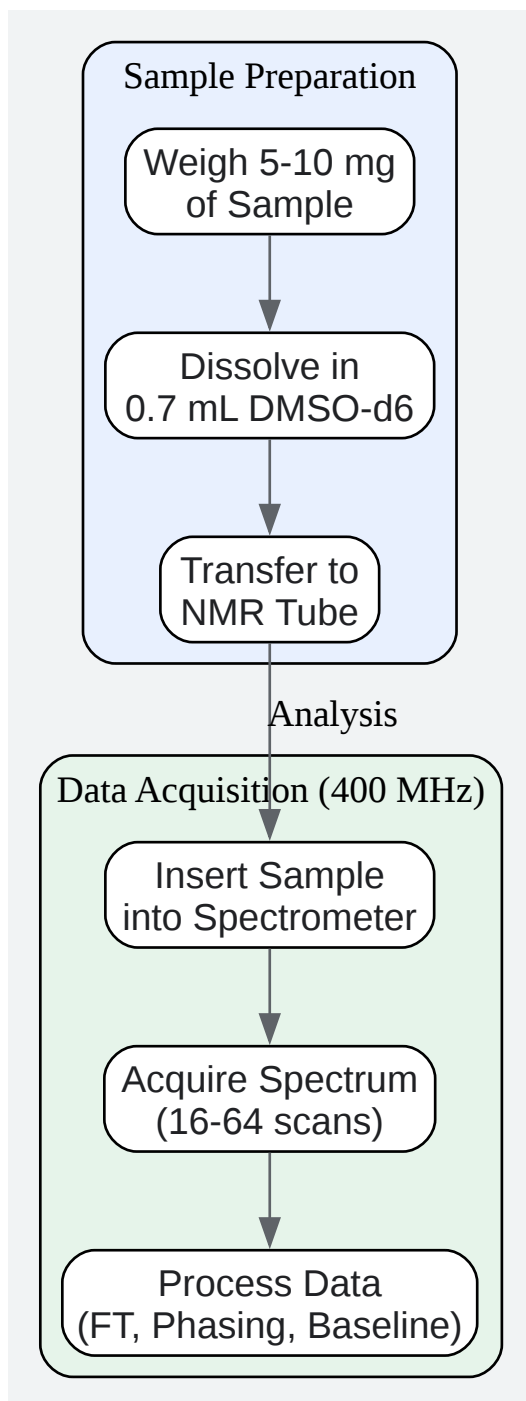 Sample Preparation
Weigh 5-10 mg
of Sample
Dissolve in
0.7 mL DMSO-d6
Transfer to
NMR Tube
Analysis
Data Acquisition (400 MHz)
Insert Sample
into Spectrometer
Acquire Spectrum
(16-64 scans)
Process Data
(FT, Phasing, Baseline)